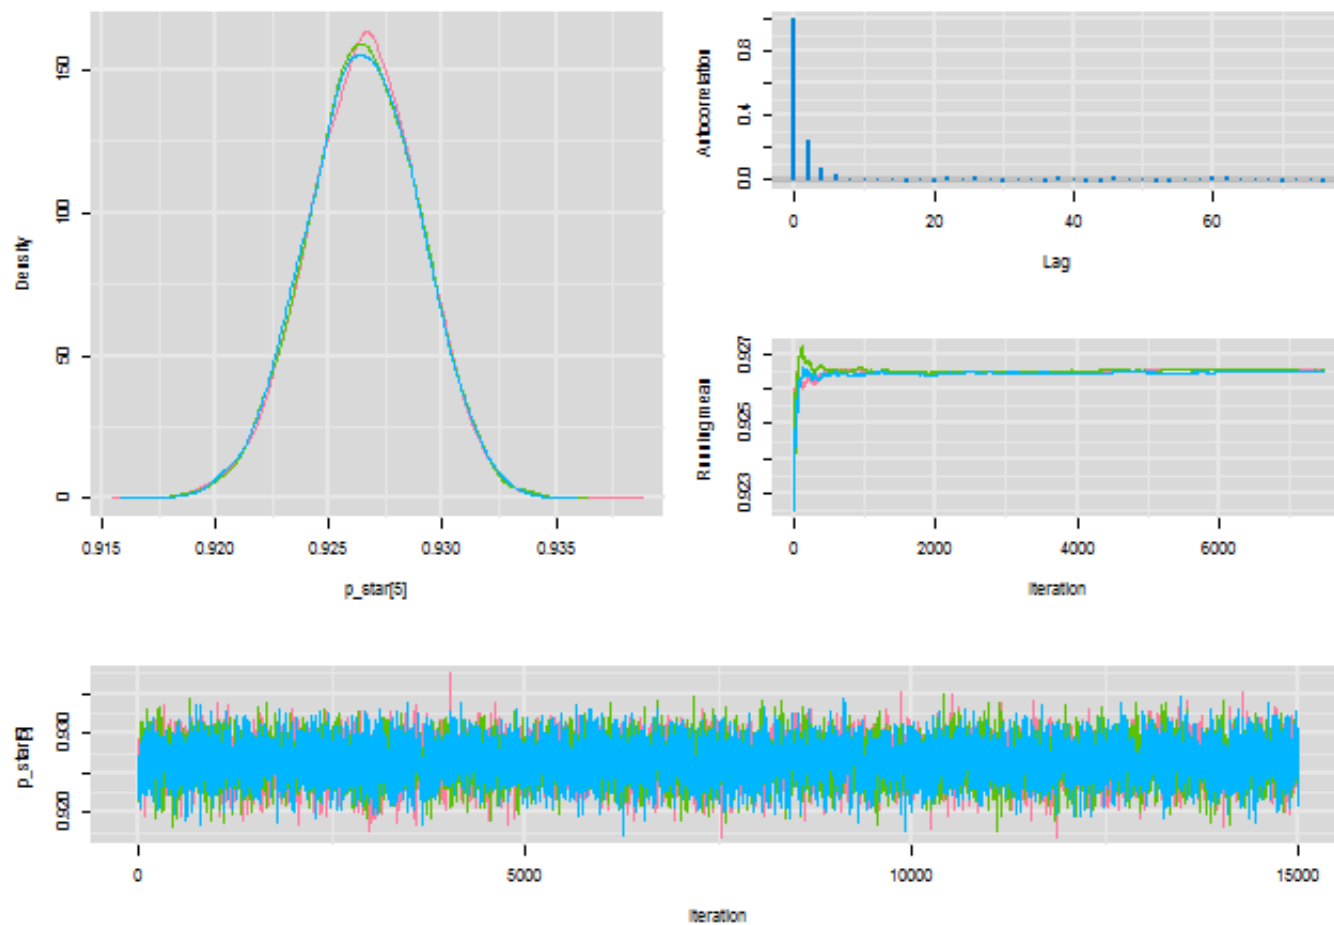 150
100
50
0
Density
0.915 0.920 0.925 0.930 0.935
p_star[5]
0.8
0.4
0.0
Autocorrelation
0 20 40 60
Lag
0.927
0.925
0.923
Running mean
0 2000 4000 6000
Iteration
0.930
0.920
p_star[5]
0 5000 10000 15000
Iteration